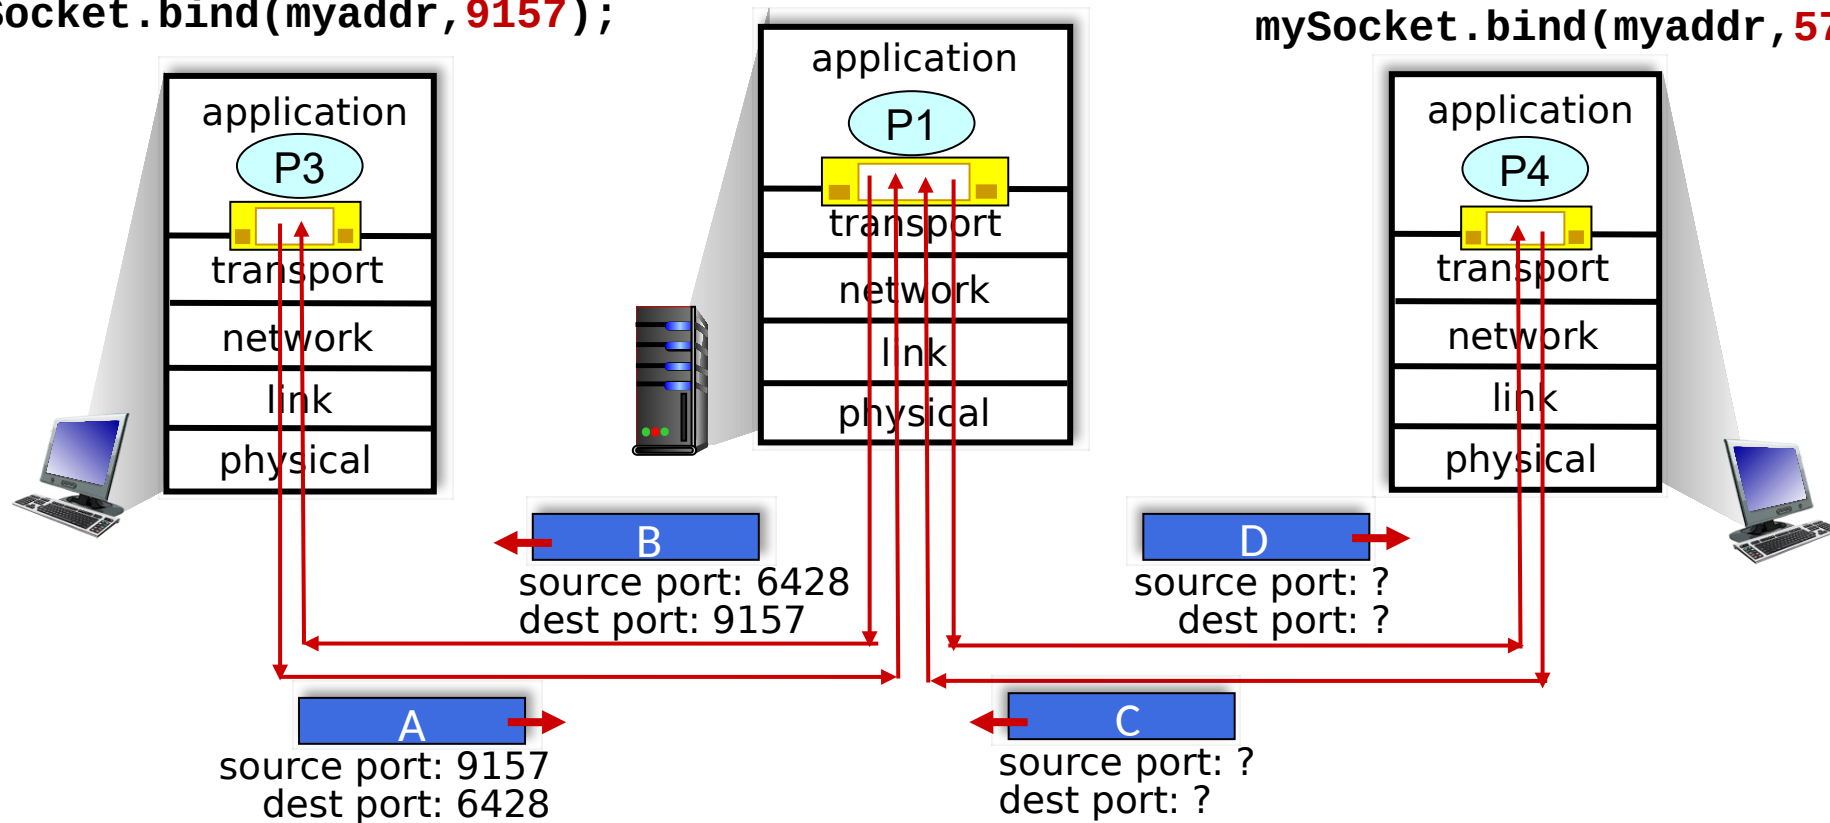 Socket.bind(myaddr,9157);
mySocket.bind(myaddr,57
application
P3
transport
network
link
physical
application
P1
transport
network
link
physical
application
P4
transport
network
link
physical
B
source port: 6428
dest port: 9157
D
source port: ?
dest port: ?
A
source port: 9157
dest port: 6428
C
source port: ?
dest port: ?